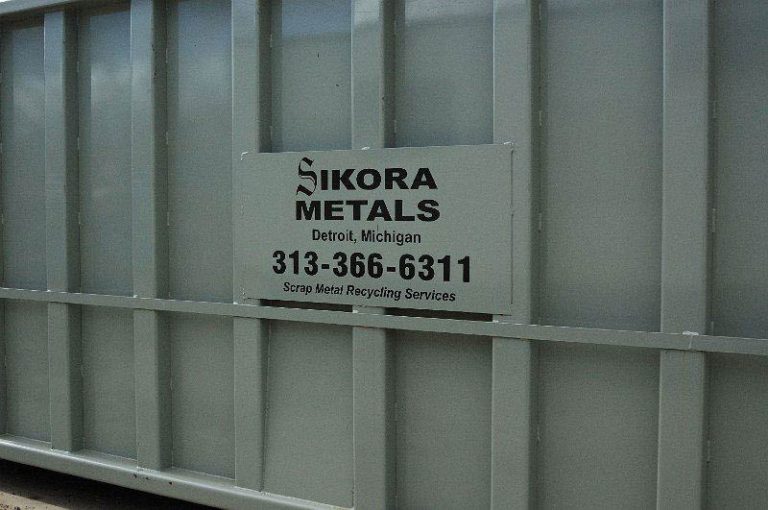 SIKORA
METALS
Detroit, Michigan
313-366-6311
Scrap Metal Recycling Services